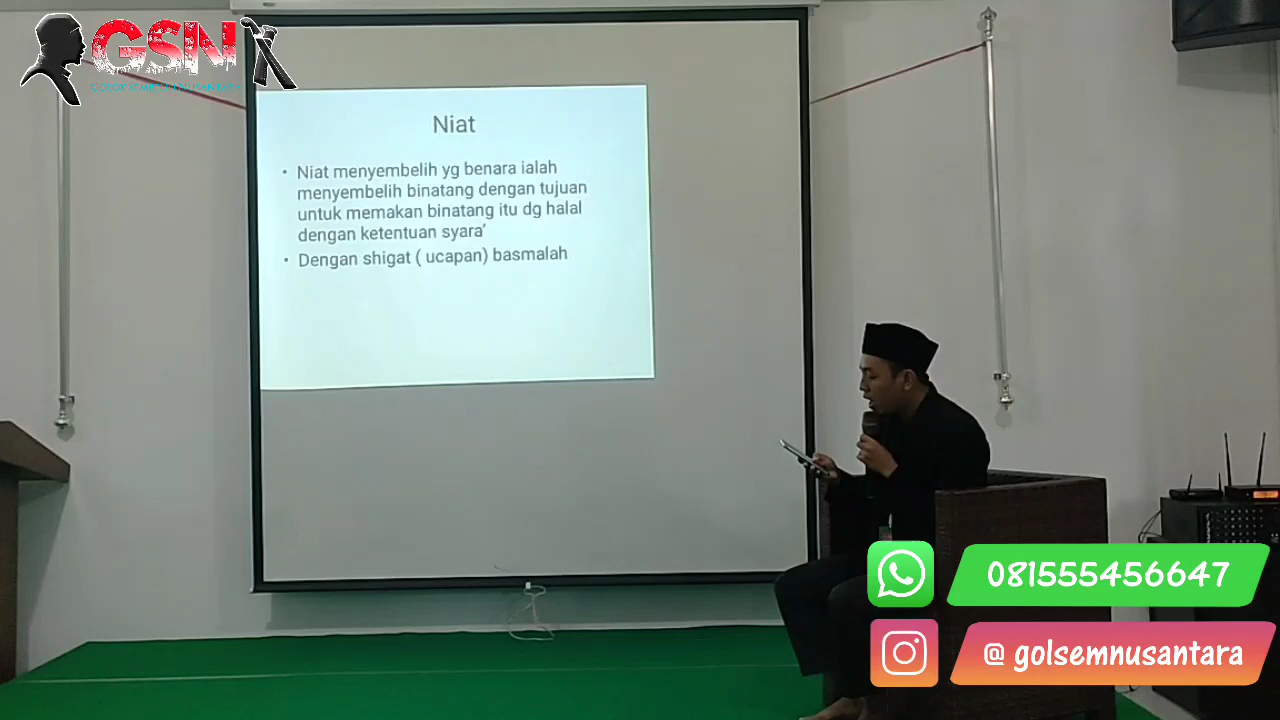 GSN
Niat
• Niat menyembelih yg benara ialah
menyembelih binatang dengan tujuan
untuk memakan binatang itu dg halal
dengan ketentuan syara’
• Dengan shigat ( ucapan) basmalah
081555456647
@ golsemnusantara